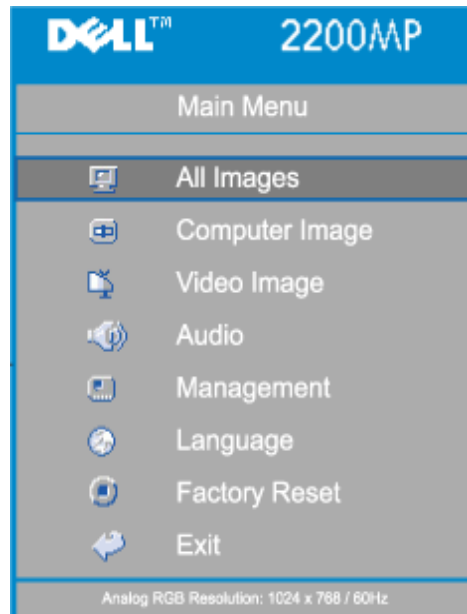 DELL™ 2200MP
Main Menu
All Images
Computer Image
Video Image
Audio
Management
Language
Factory Reset
Exit
Analog RGB Resolution: 1024 x 768 / 60Hz